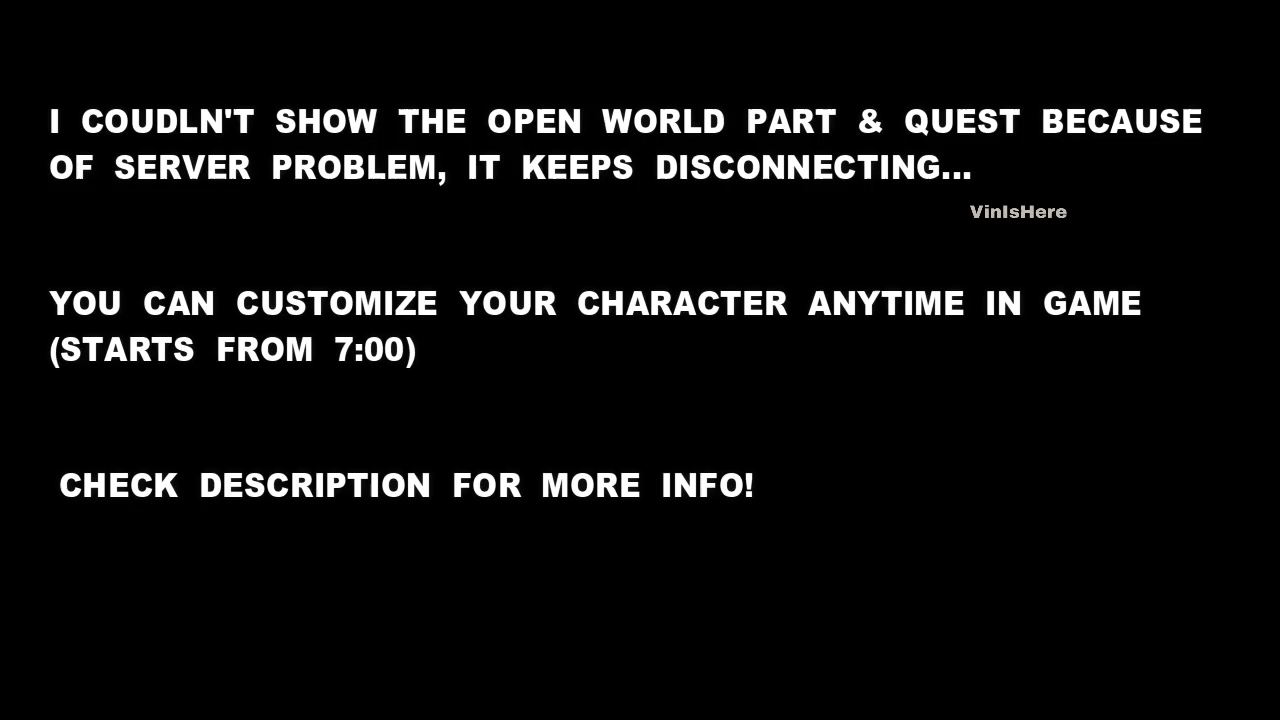 I COUDLN'T SHOW THE OPEN WORLD PART & QUEST BECAUSE
OF SERVER PROBLEM, IT KEEPS DISCONNECTING...
VinIsHere
YOU CAN CUSTOMIZE YOUR CHARACTER ANYTIME IN GAME
(STARTS FROM 7:00)
CHECK DESCRIPTION FOR MORE INFO!